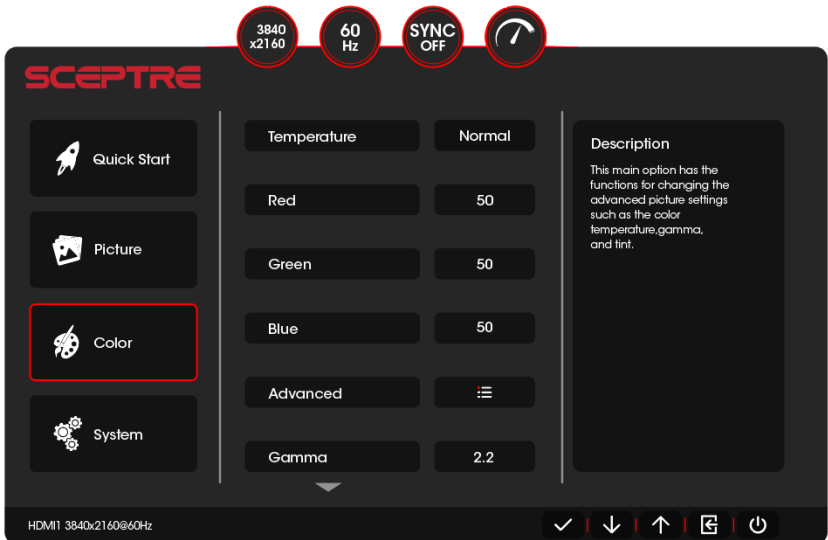 3840
x2160
60
Hz
SYNC
OFF
SCEPTRE
Quick Start
Picture
Color
System
Temperature
Normal
Red
50
Green
50
Blue
50
Advanced
Gamma
2.2
Description
This main option has the
functions for changing the
advanced picture settings
such as the color
temperature,gamma,
and tint.
HDMI1 3840x2160@60Hz